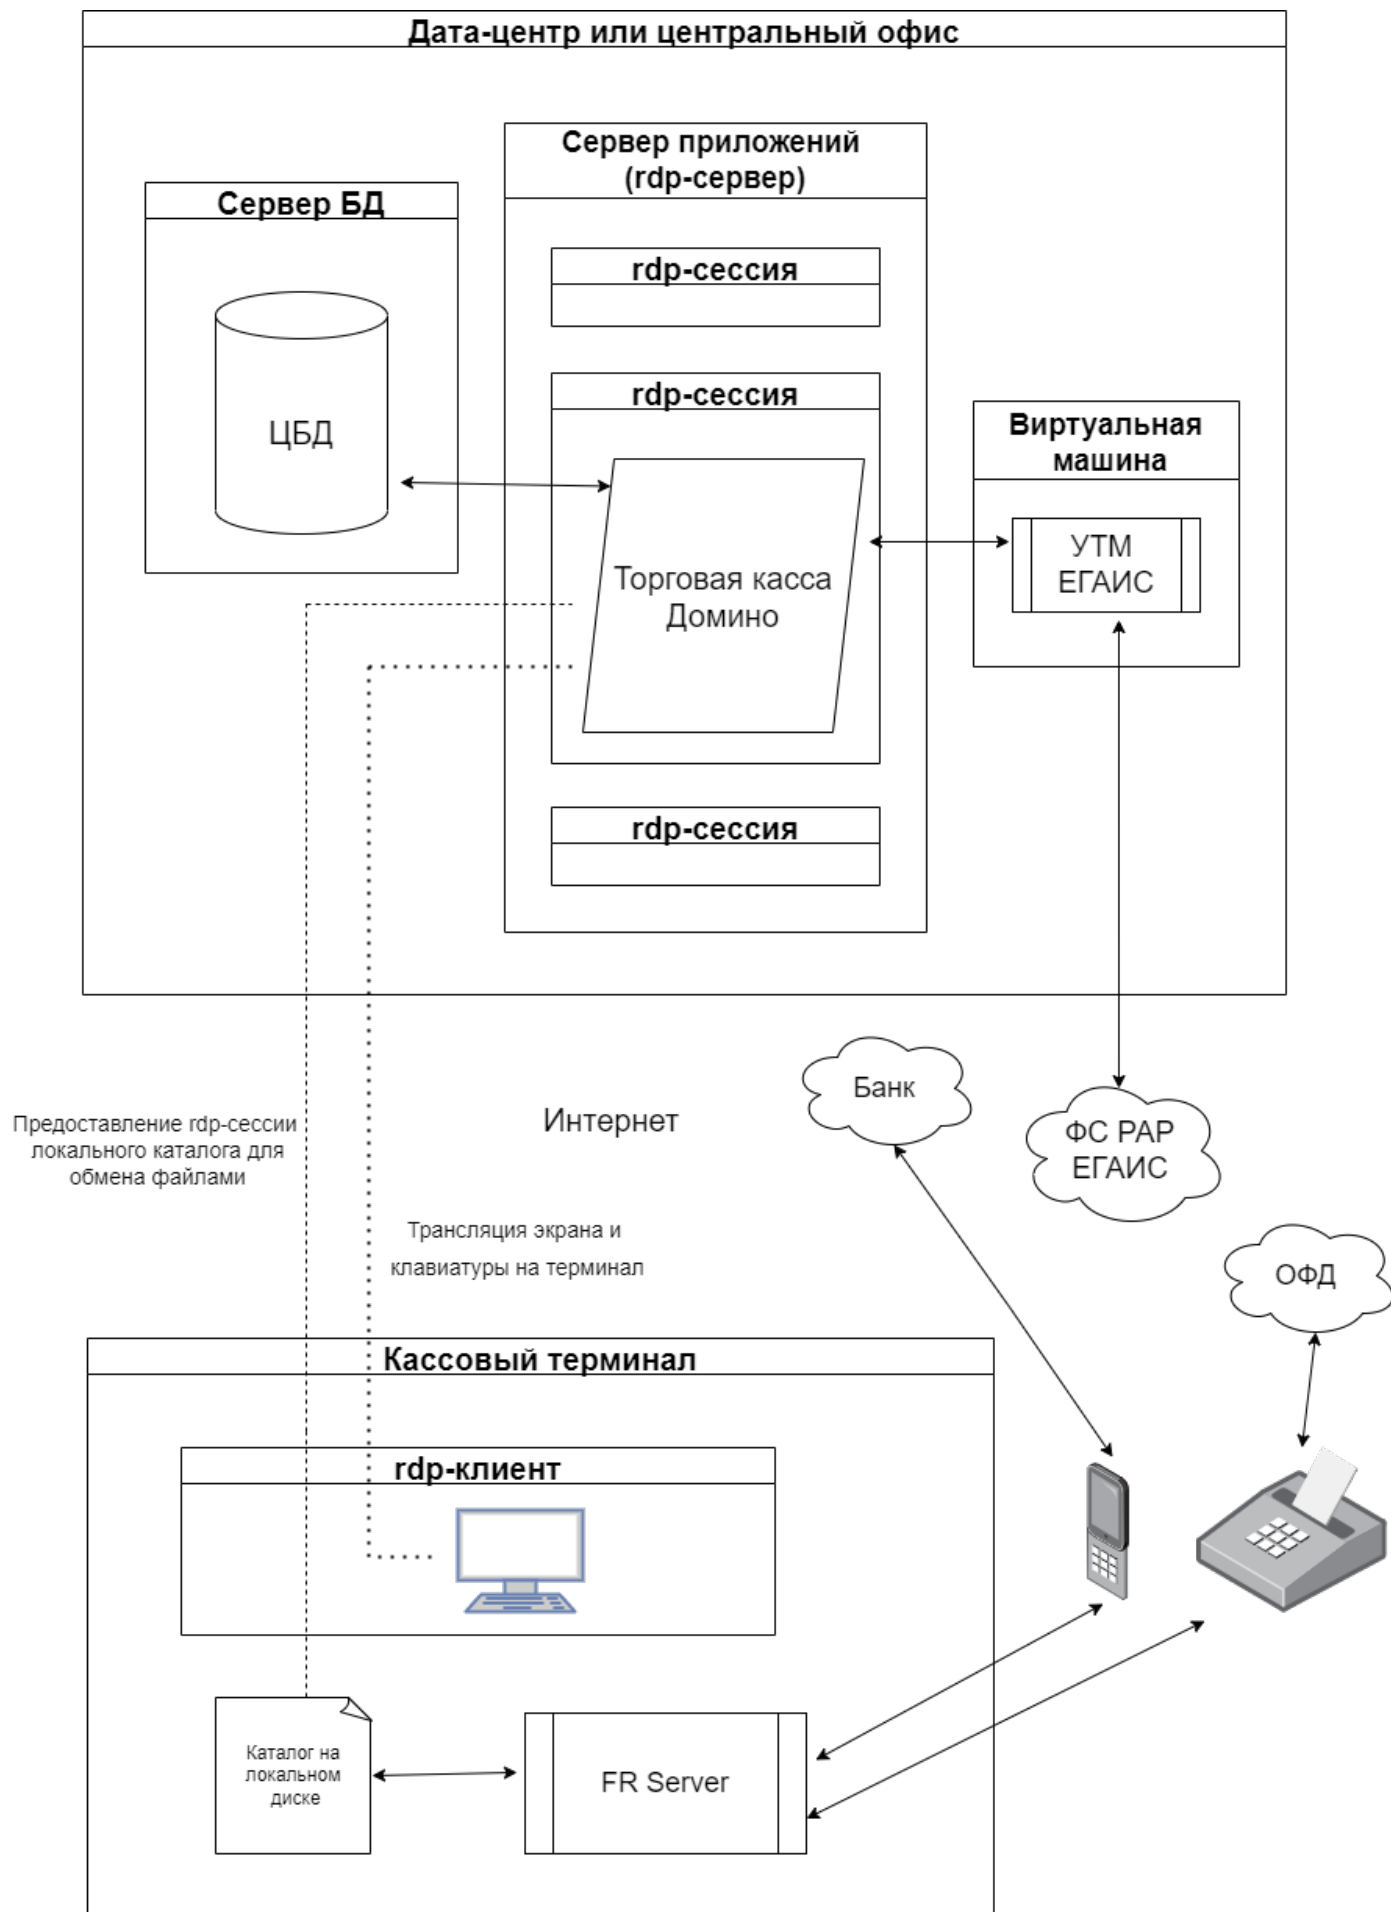 Дата-центр или центральный офис
Сервер приложений
(rdp-сервер)
Сервер БД
rdp-сессия
rdp-сессия
Виртуальная
машина
ЦБД
УТМ
ЕГАИС
Торговая касса
Домино
rdp-сессия
Банк
Предоставление rdp-сессии
локального каталога для
обмена файлами
Интернет
ФС РАР
ЕГАИС
Трансляция экрана и
клавиатуры на терминал
ОФД
Кассовый терминал
rdp-клиент
Каталог на
локальном
диске
FR Server